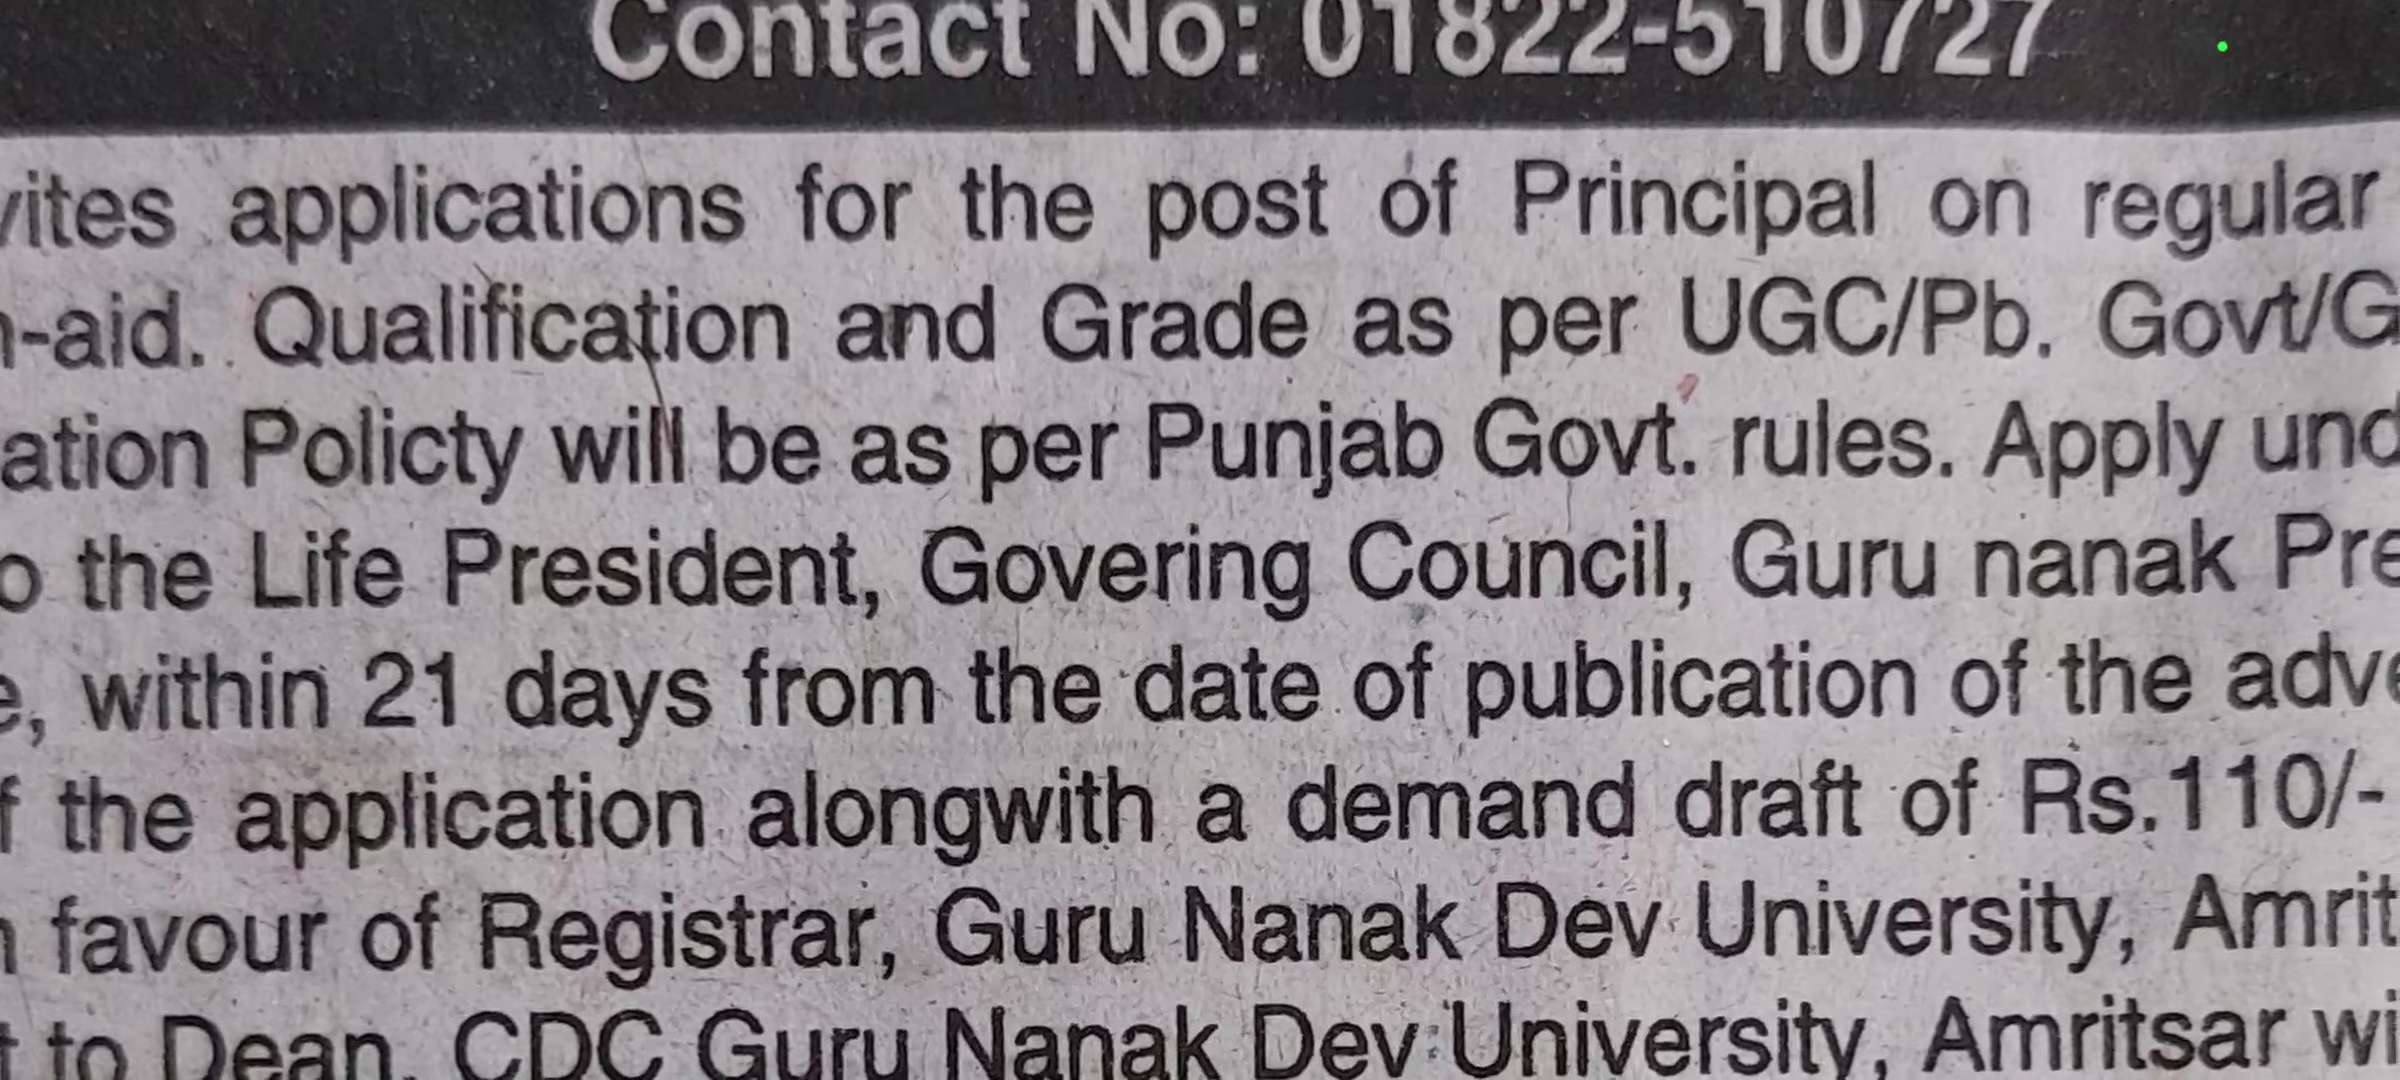 Contact No: 01822-510727
vites applications for the post of Principal on regular
n-aid. Qualification and Grade as per UGC/Pb. Govt/G
ation Policty will be as per Punjab Govt. rules. Apply und
o the Life President, Govering Council, Guru nanak Pre
e, within 21 days from the date of publication of the adve
f the application alongwith a demand draft of Rs.110/-
n favour of Registrar, Guru Nanak Dev University, Amrit
t to Dean, CDC Guru Nanak Dev University, Amritsar wi